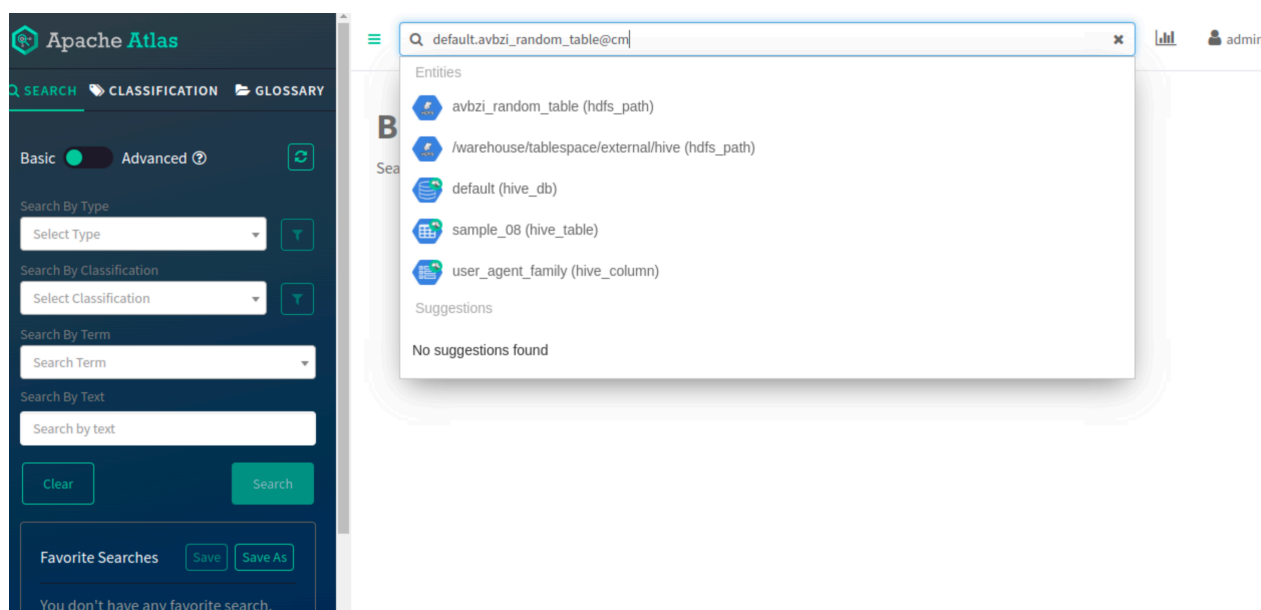 Apache Atlas
SEARCH CLASSIFICATION GLOSSARY
Basic Advanced
Search By Type
Select Type
Search By Classification
Select Classification
Search By Term
Search Term
Search By Text
Search by text
Clear Search
Favorite Searches Save Save As
You don't have any favorite search.
default.avbzi_random_table@cm
admin
B
Sea
Entities
avbzi_random_table (hdfs_path)
/warehouse/tablespace/external/hive (hdfs_path)
default (hive_db)
sample_08 (hive_table)
user_agent_family (hive_column)
Suggestions
No suggestions found